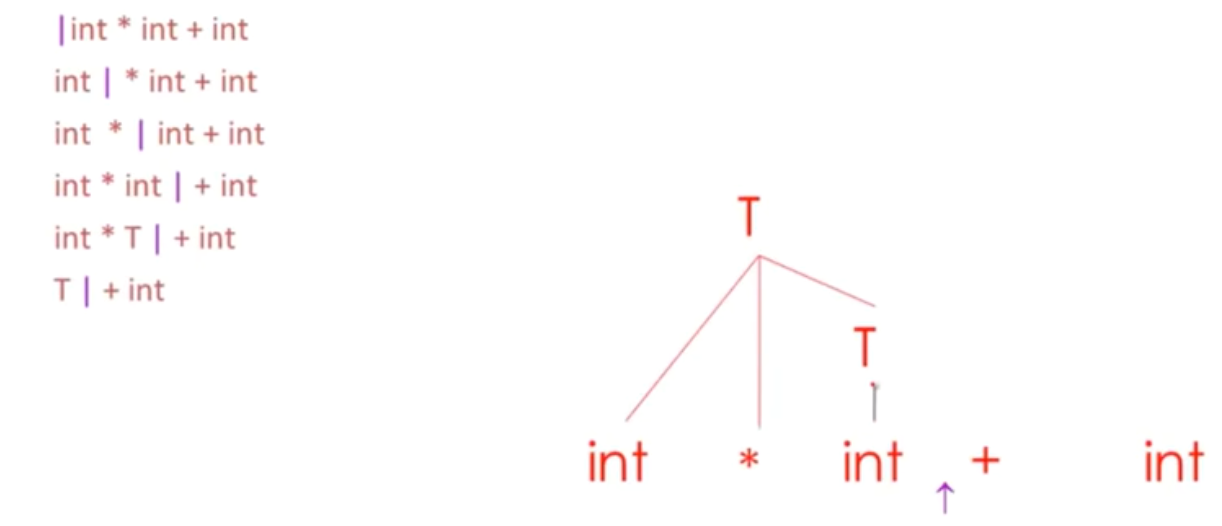 |int * int + int
int | * int + int
int * | int + int
int * int | + int
int * T | + int
T | + int
T
T
int * int + int
↑